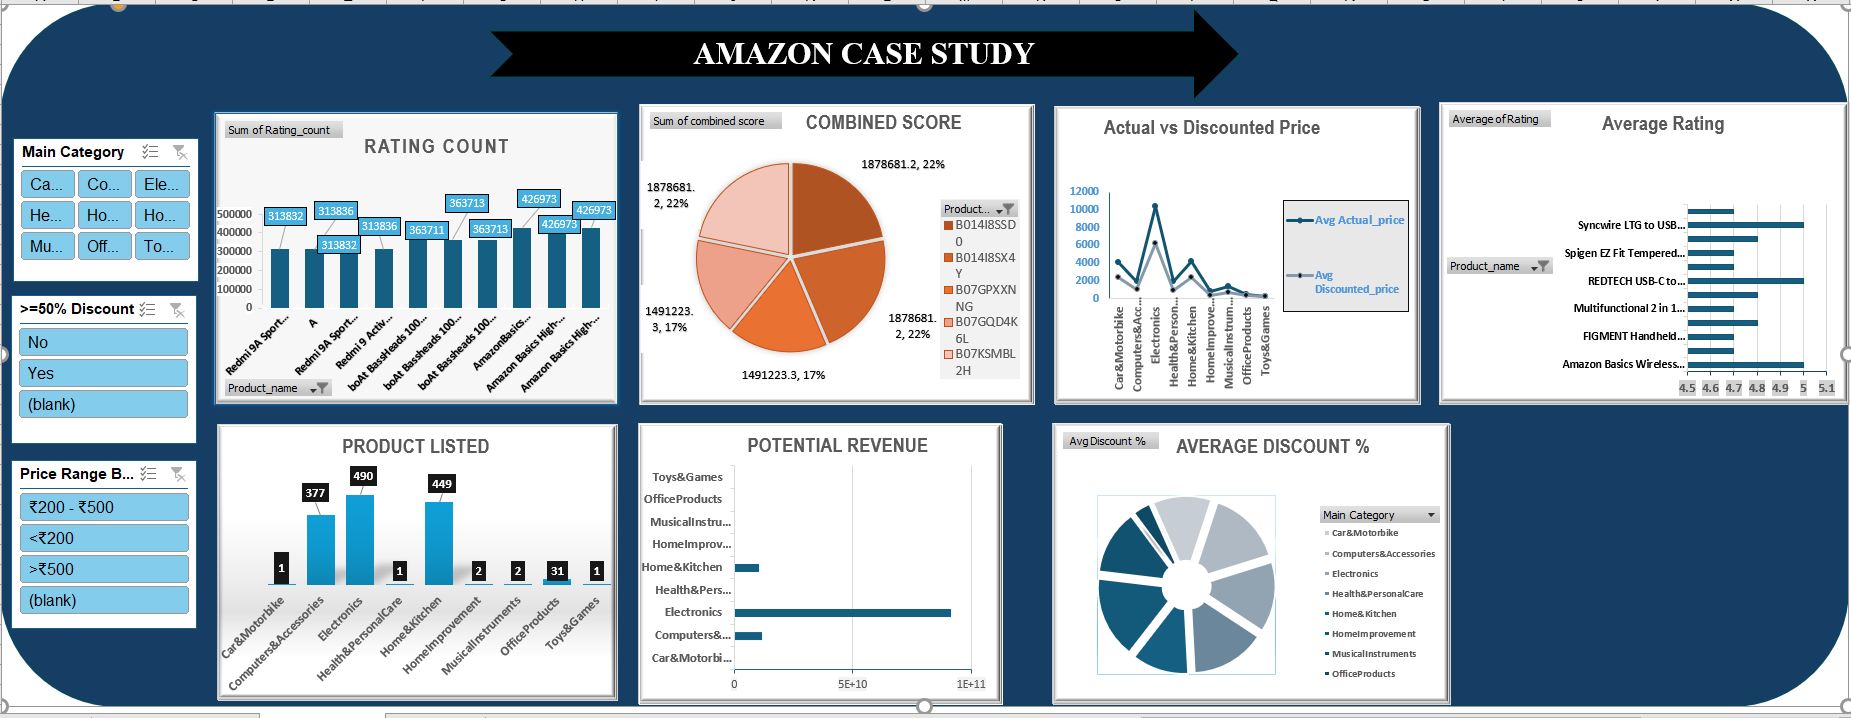 AMAZON CASE STUDY
Main Category
Ca...
Co...
Ele...
He...
Ho...
Ho...
Mu...
Off...
To...
>=50% Discount
No
Yes
(blank)
Price Range B...
₹200 - ₹500
<₹200
>₹500
(blank)
Sum of Rating_count
RATING COUNT
500000
400000
300000
200000
100000
0
313832
313836
313832
313836
363711
363713
363713
426973
426973
426973
Redmi 9A Sport...
A
Redmi 9A Sport...
Redmi 9 Activ...
boAt BassHeads 100...
boAt Bassheads 100...
boAt Bassheads 100...
AmazonBasics...
Amazon Basics High-...
Amazon Basics High-...
Product_name
Sum of combined score
COMBINED SCORE
1878681.2, 22%
1878681.
2, 22%
1491223.
3, 17%
1491223.3, 17%
1878681.
2, 22%
Product...
B014I8SSD
0
B014I8SX4
Y
B07GPXXN
NG
B07GQD4K
6L
B07KSMBL
2H
Actual vs Discounted Price
12000
10000
8000
6000
4000
2000
0
Car&Motorbike
Computers&Acc...
Electronics
Health&Person...
Home&Kitchen
HomeImprove...
MusicalInstrum...
OfficeProducts
Toys&Games
Avg Actual_price
Avg
Discounted_price
Average of Rating
Average Rating
Product_name
Syncwire LTG to USB...
Spigen EZ Fit Tempered...
REDTECH USB-C to...
Multifunctional 2 in 1...
FIGMENT Handheld...
Amazon Basics Wireless...
4.5 4.6 4.7 4.8 4.9 5 5.1
PRODUCT LISTED
1
377
490
1
449
2
2
31
1
Car&Motorbike
Computers&Accessories
Electronics
Health&PersonalCare
Home&Kitchen
HomeImprovement
MusicalInstruments
OfficeProducts
Toys&Games
POTENTIAL REVENUE
Toys&Games
OfficeProducts
MusicalInstru...
HomeImprov...
Home&Kitchen
Health&Pers...
Electronics
Computers&...
Car&Motorbi...
0 5E+10 1E+11
Avg Discount %
AVERAGE DISCOUNT %
Main Category
Car&Motorbike
Computers&Accessories
Electronics
Health&PersonalCare
Home&Kitchen
HomeImprovement
MusicalInstruments
OfficeProducts